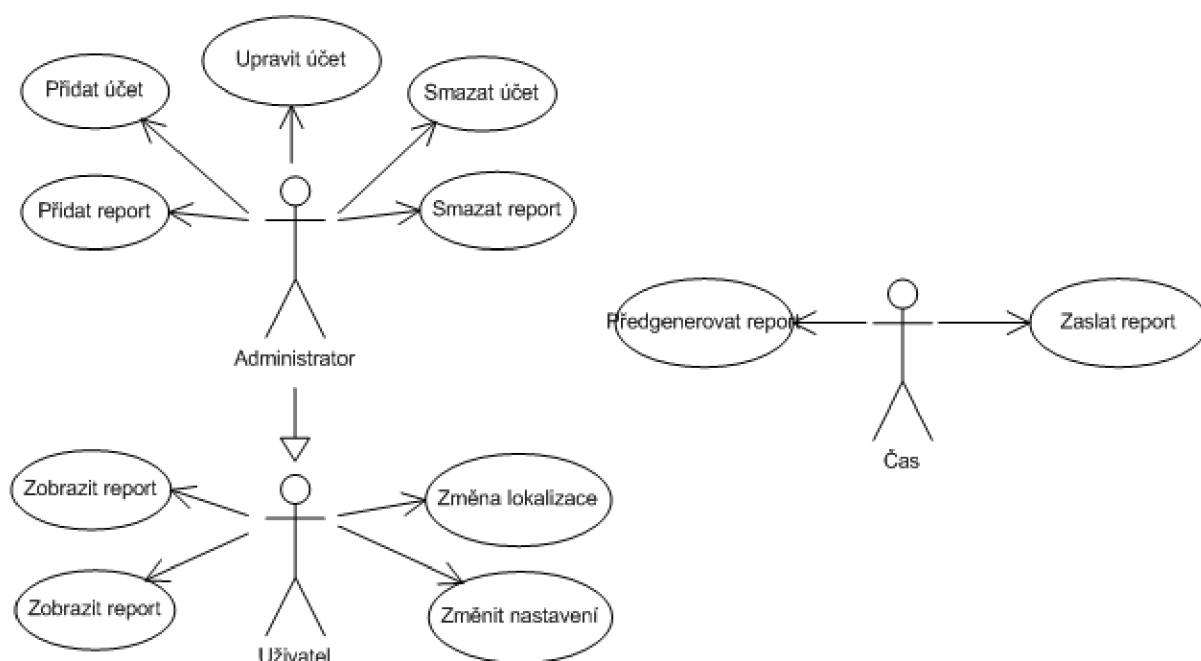 Upravit účet
Přidat účet
Smazat účet
Přidat report
Smazat report
Administrator
Předgenerovat report
Zaslat report
Čas
Zobrazit report
Změna lokalizace
Zobrazit report
Změnit nastavení
Uživatel